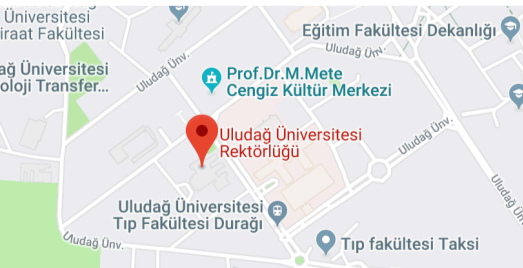 Üniversitesi
iraat Fakültesi
Eğitim Fakültesi Dekanlığı
Uludağ Ünv.
Uludağ Ünv.
ağ Üniversitesi
oloji Transfer...
Prof.Dr.M.Mete
Cengiz Kültür Merkezi
Uludağ Üniversitesi
Rektörlüğü
Uludağ Ünv.
Uludağ Üniversitesi
Tıp Fakültesi Durağı
Uludağ Ünv.
Tıp fakültesi Taksi